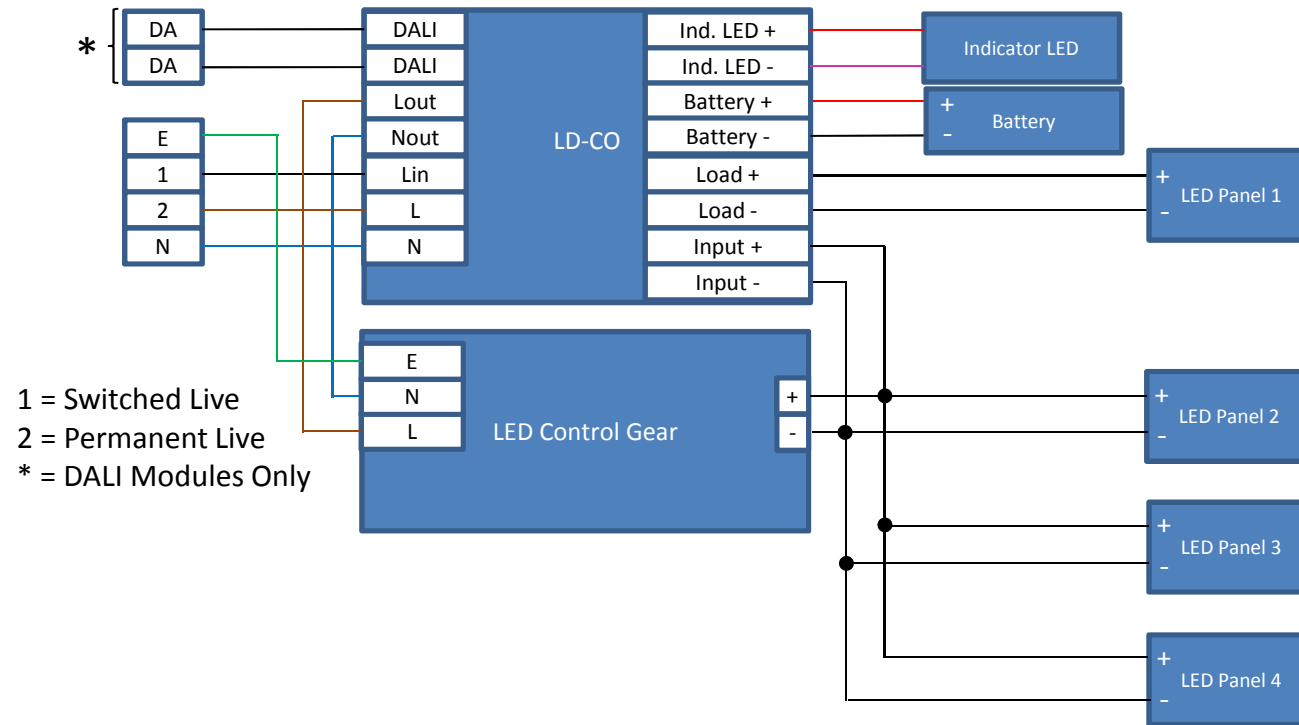 *
DA
DA
E
1
2
N
DALI
DALI
Lout
Nout
Lin
L
N
LD-CO
Ind. LED +
Ind. LED -
Battery +
Battery -
Load +
Load -
Input +
Input -
Indicator LED
+
-
Battery
+
-
LED Panel 1
E
N
L
LED Control Gear
+
-
+
-
LED Panel 2
+
-
LED Panel 3
+
-
LED Panel 4
1 = Switched Live
2 = Permanent Live
* = DALI Modules Only